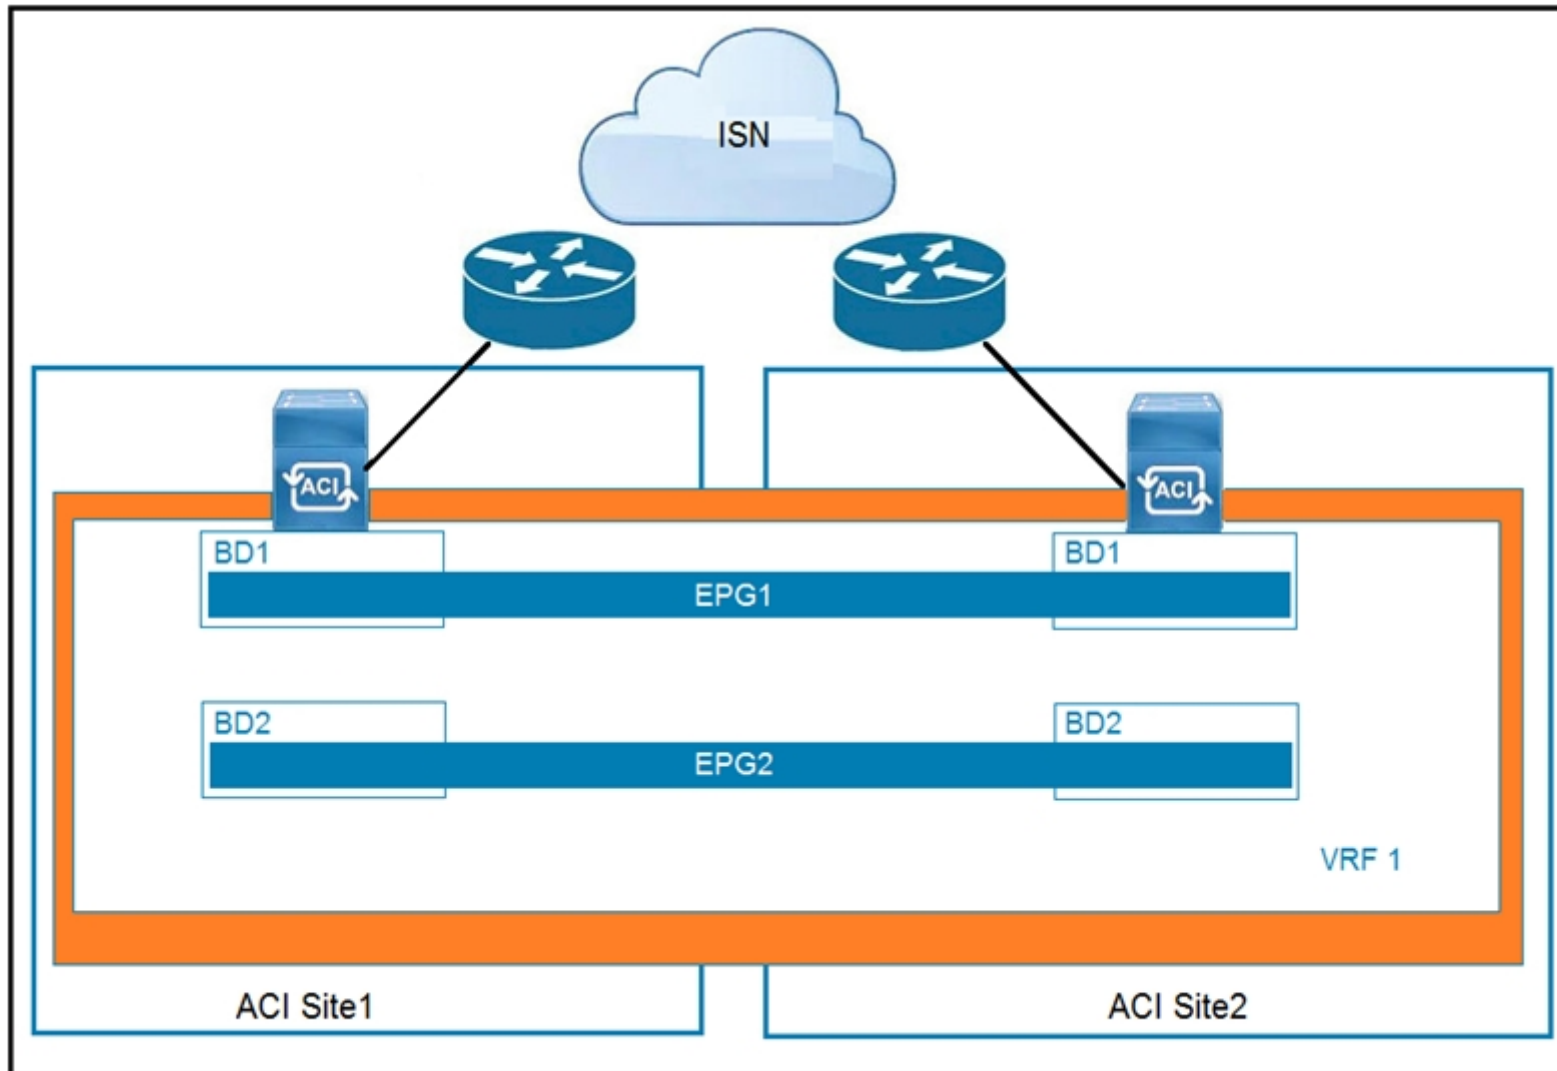 ISN
ACI
ACI
BD1
BD1
EPG1
BD2
BD2
EPG2
VRF 1
ACI Site1
ACI Site2